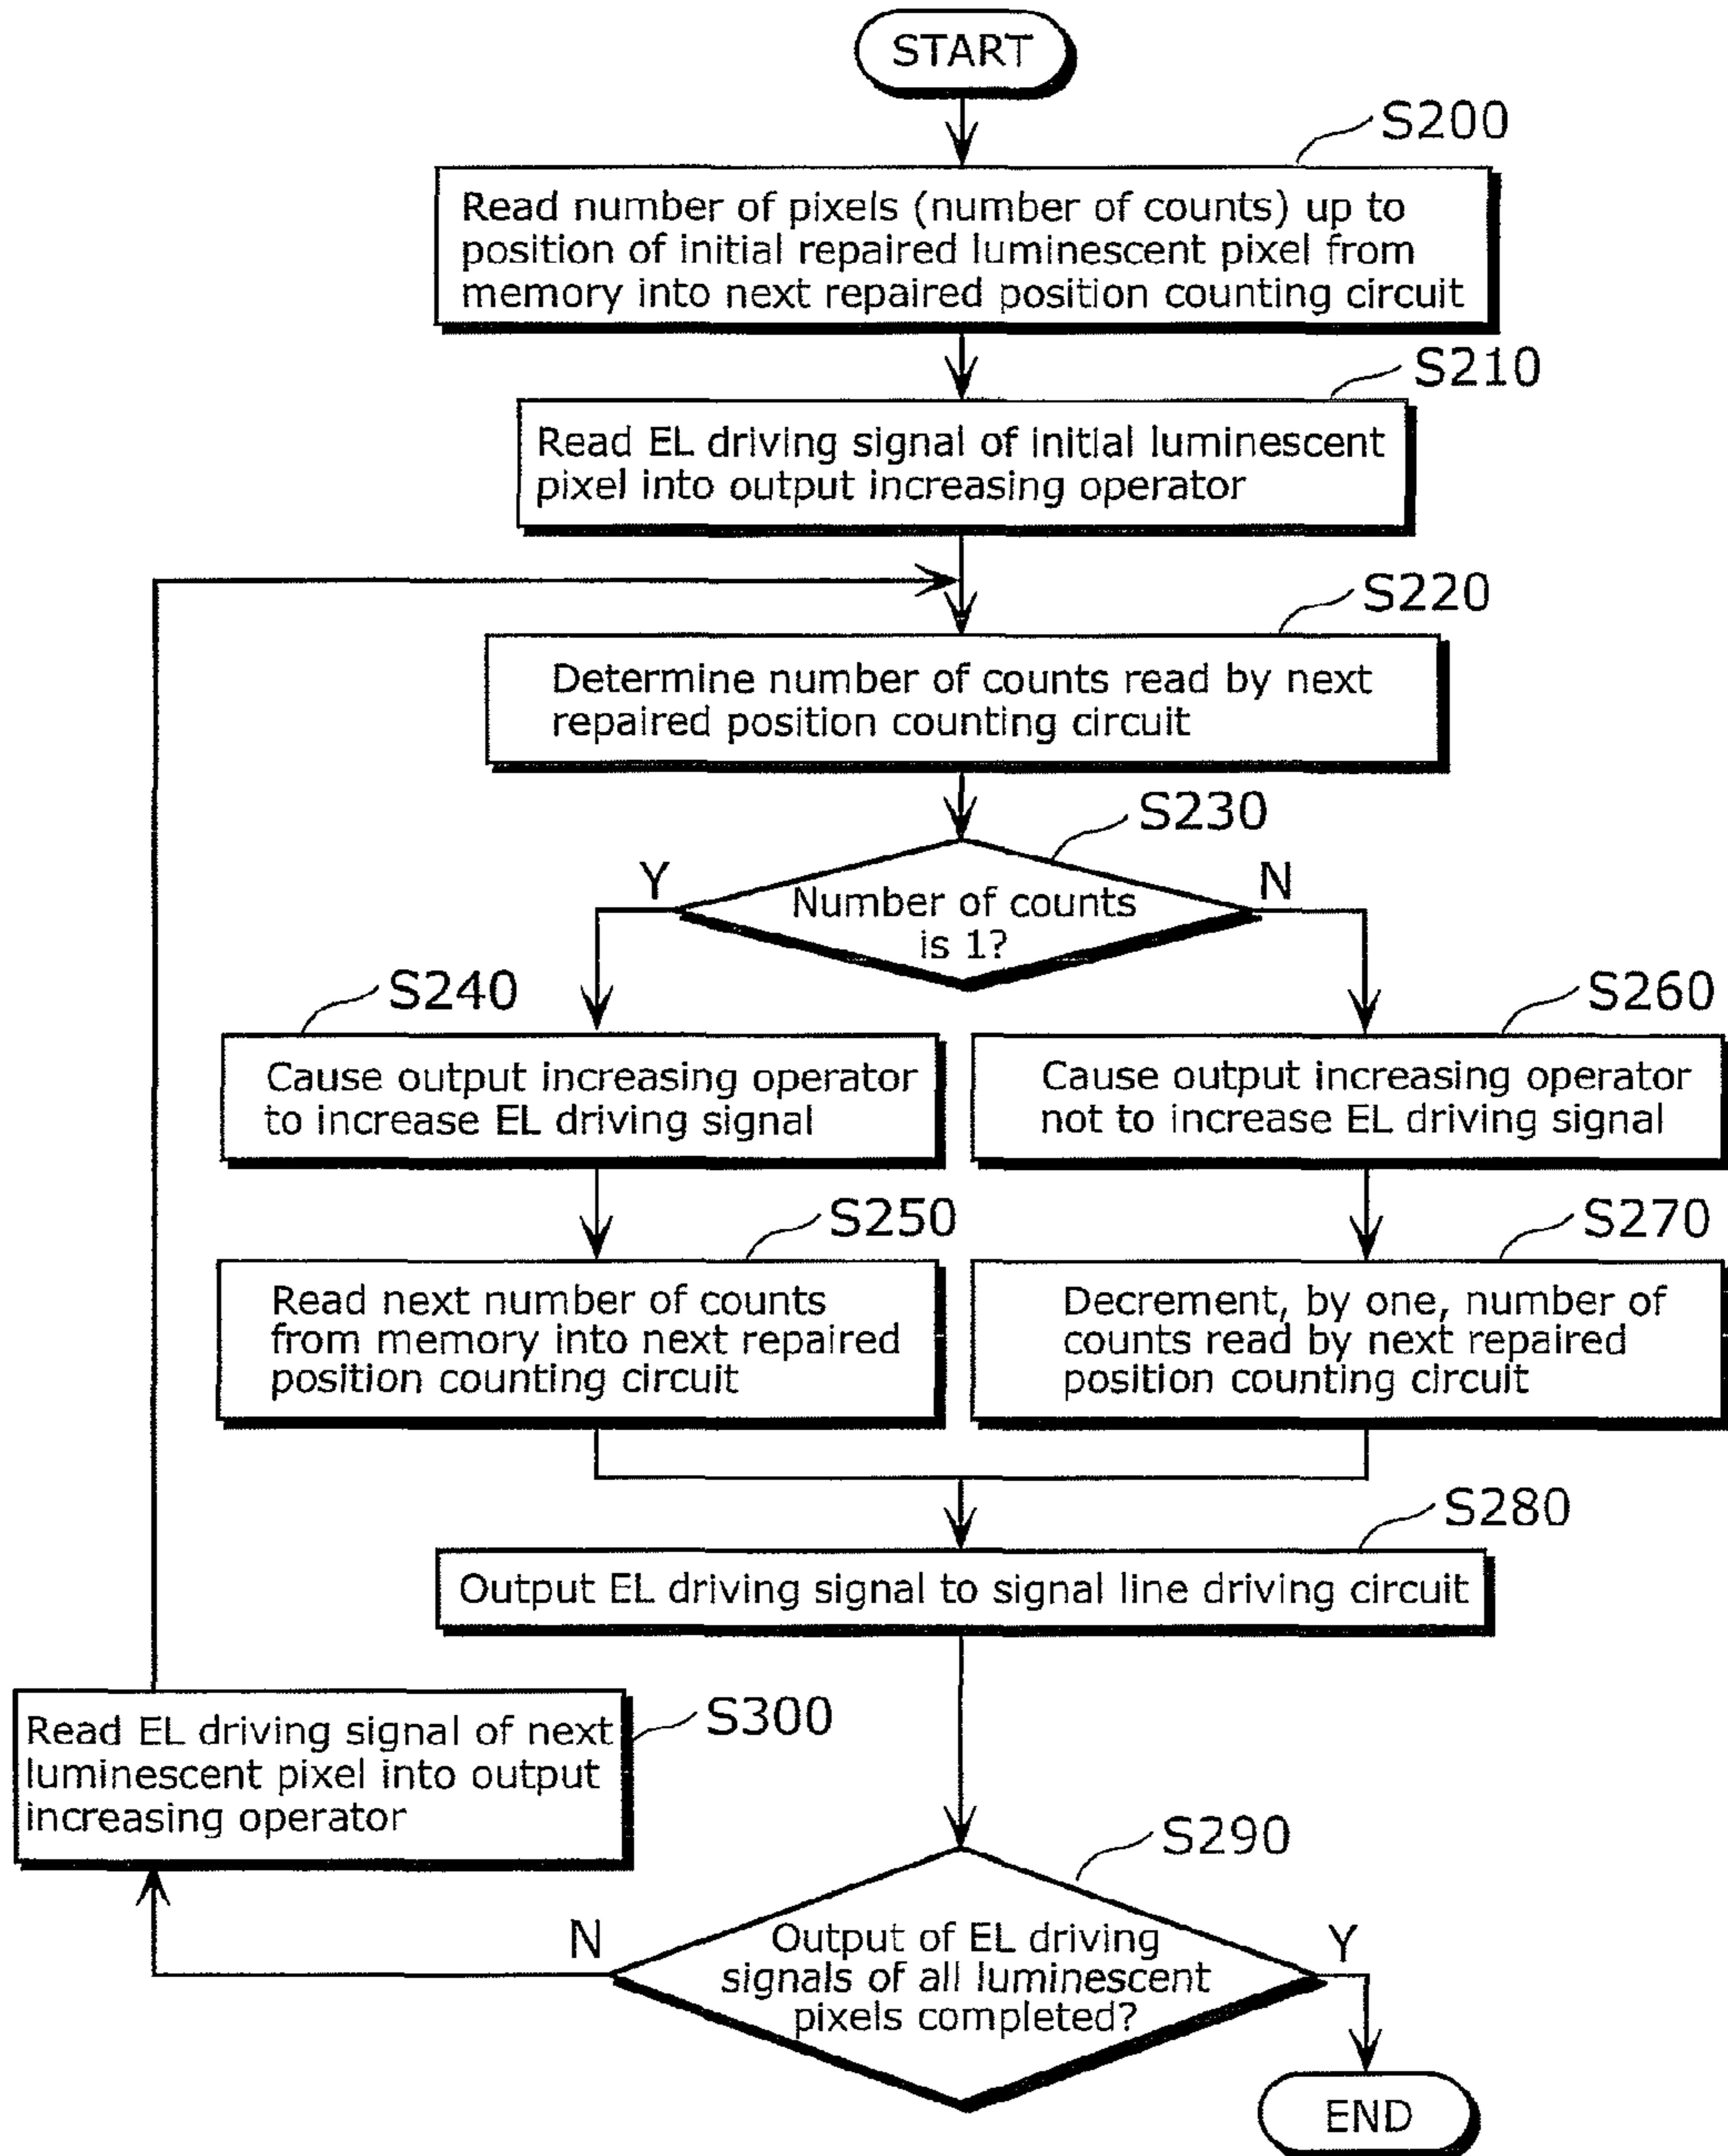 START
S200
Read number of pixels (number of counts) up to
position of initial repaired luminescent pixel from
memory into next repaired position counting circuit
S210
Read EL driving signal of initial luminescent
pixel into output increasing operator
S220
Determine number of counts read by next
repaired position counting circuit
S230
Y
N
Number of counts
is 1?
S240
Cause output increasing operator
to increase EL driving signal
S260
Cause output increasing operator
not to increase EL driving signal
S250
Read next number of counts
from memory into next repaired
position counting circuit
S270
Decrement, by one, number of
counts read by next repaired
position counting circuit
S280
Output EL driving signal to signal line driving circuit
S300
Read EL driving signal of next
luminescent pixel into output
increasing operator
S290
N
Y
Output of EL driving
signals of all luminescent
pixels completed?
END